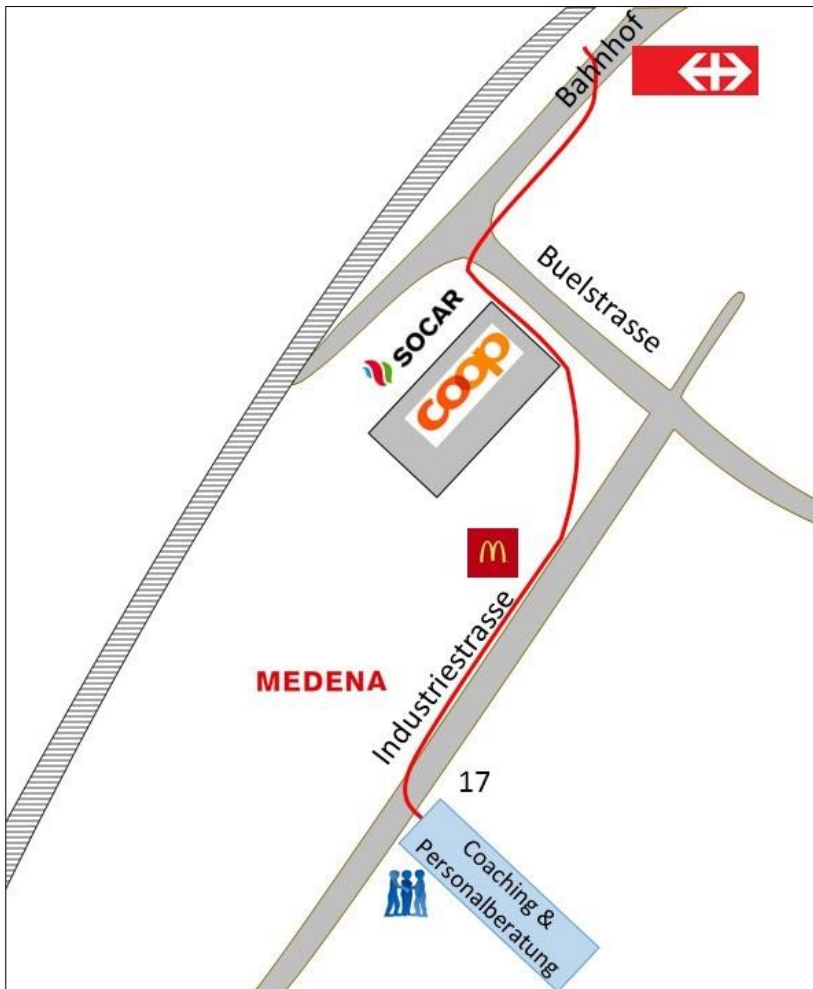 Bahnhof
Buelstrasse
SOCAR
coop
M
Industriestrasse
MEDENA
17
Coaching &
Personalberatung